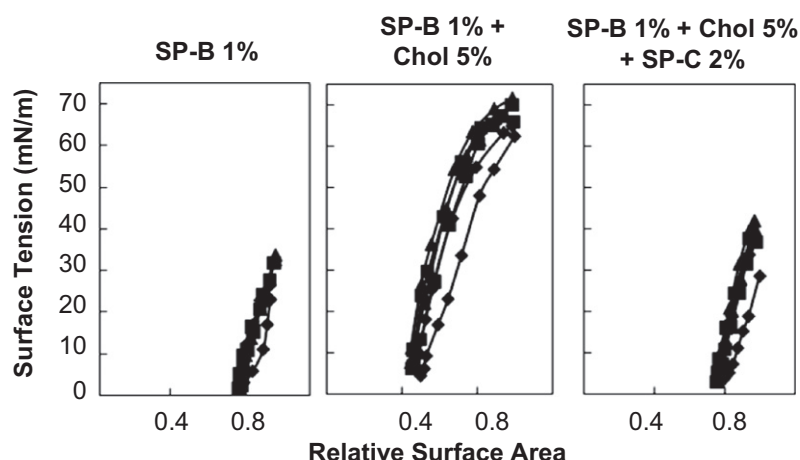 SP-B 1%
SP-B 1% +
Chol 5%
SP-B 1% + Chol 5%
+ SP-C 2%
Surface Tension (mN/m)
70
60
50
40
30
20
10
0
0.4 0.8
0.4 0.8
0.4 0.8
Relative Surface Area